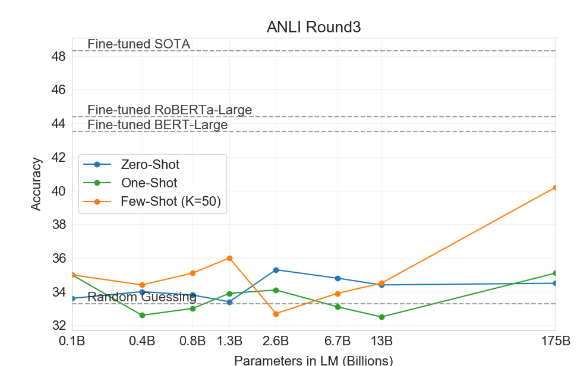 ANLI Round3
48
46
44
42
40
38
36
34
32
Accuracy
Fine-tuned SOTA
Fine-tuned RoBERTa-Large
Fine-tuned BERT-Large
Zero-Shot
One-Shot
Few-Shot (K=50)
Random Guessing
0.1B 0.4B 0.8B 1.3B 2.6B 6.7B 13B 175B
Parameters in LM (Billions)